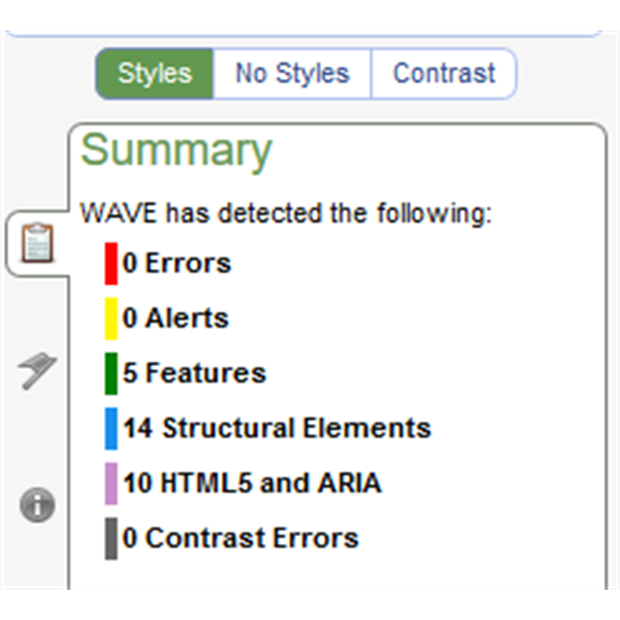 Styles No Styles Contrast
Summary
WAVE has detected the following:
0 Errors
0 Alerts
5 Features
14 Structural Elements
10 HTML5 and ARIA
0 Contrast Errors